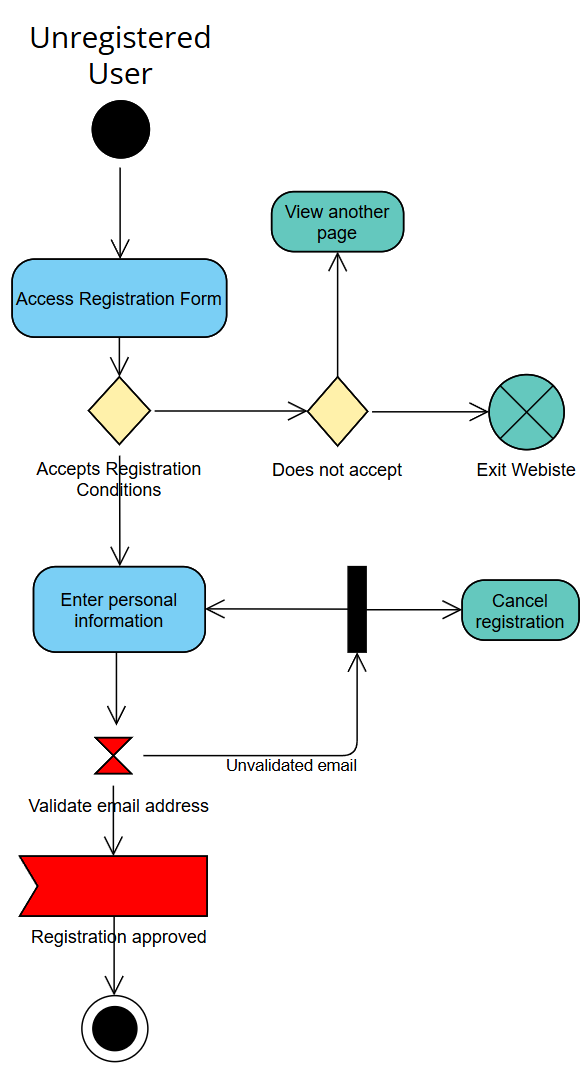 Unregistered
User
View another
page
Access Registration Form
Accepts Registration
Conditions
Does not accept
Exit Webiste
Enter personal
information
Cancel
registration
Unvalidated email
Validate email address
Registration approved